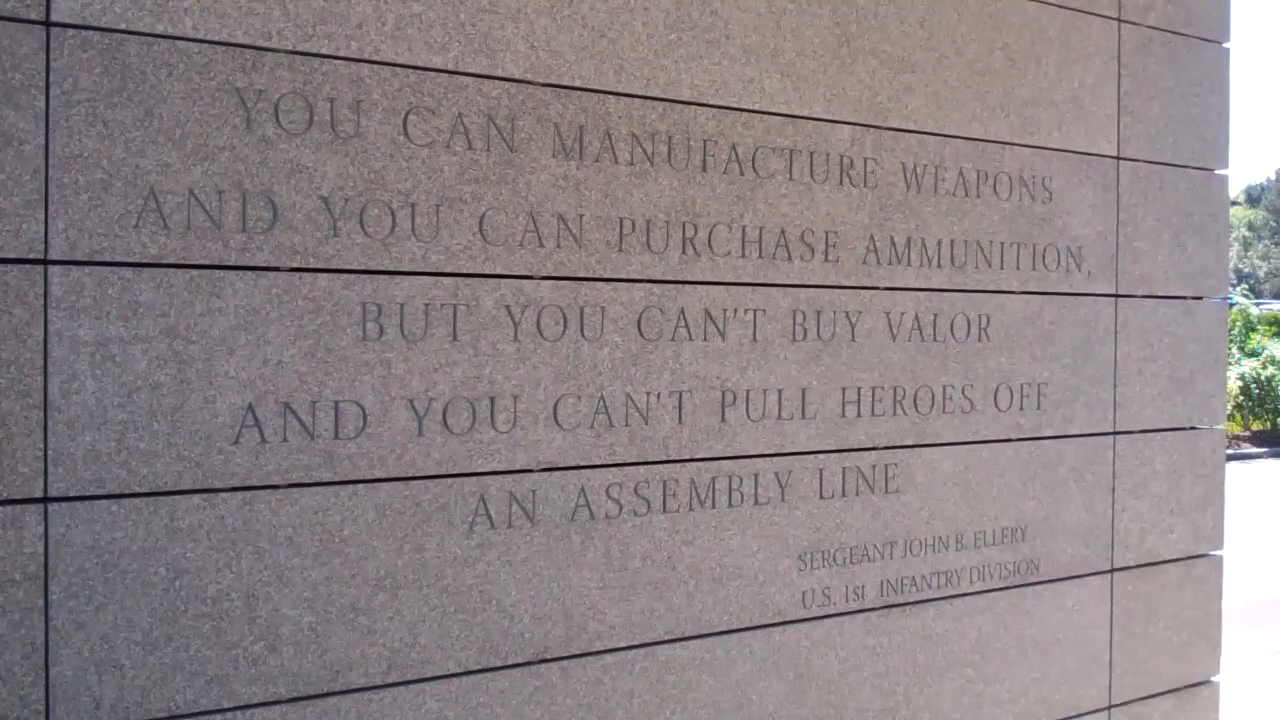 YOU CAN MANUFACTURE WEAPONS
AND YOU CAN PURCHASE AMMUNITION,
BUT YOU CAN'T BUY VALOR
AND YOU CAN'T PULL HEROES OFF
AN ASSEMBLY LINE
SERGEANT JOHN B. ELLERY
U.S. 1st INFANTRY DIVISION